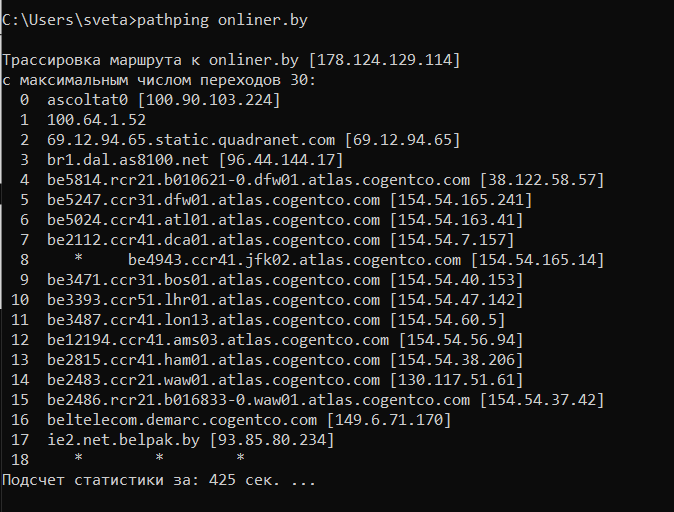 C:\Users\sveta>pathping onliner.by
Трассировка маршрута к onliner.by [178.124.129.114]
с максимальным числом переходов 30:
0 ascoltat0 [100.90.103.224]
1 100.64.1.52
2 69.12.94.65.static.quadranet.com [69.12.94.65]
3 br1.dal.as8100.net [96.44.144.17]
4 be5814.rcr21.b010621-0.dfw01.atlas.cogentco.com [38.122.58.57]
5 be5247.ccr31.dfw01.atlas.cogentco.com [154.54.165.241]
6 be5024.ccr41.atl01.atlas.cogentco.com [154.54.163.41]
7 be2112.ccr41.dca01.atlas.cogentco.com [154.54.7.157]
8 * be4943.ccr41.jfk02.atlas.cogentco.com [154.54.165.14]
9 be3471.ccr31.bos01.atlas.cogentco.com [154.54.40.153]
10 be3393.ccr51.lhr01.atlas.cogentco.com [154.54.47.142]
11 be3487.ccr41.lon13.atlas.cogentco.com [154.54.60.5]
12 be12194.ccr41.ams03.atlas.cogentco.com [154.54.56.94]
13 be2815.ccr41.ham01.atlas.cogentco.com [154.54.38.206]
14 be2483.ccr21.waw01.atlas.cogentco.com [130.117.51.61]
15 be2486.rcr21.b016833-0.waw01.atlas.cogentco.com [154.54.37.42]
16 beltelecom.demarc.cogentco.com [149.6.71.170]
17 ie2.net.belpak.by [93.85.80.234]
18 * * *
Подсчет статистики за: 425 сек. ...